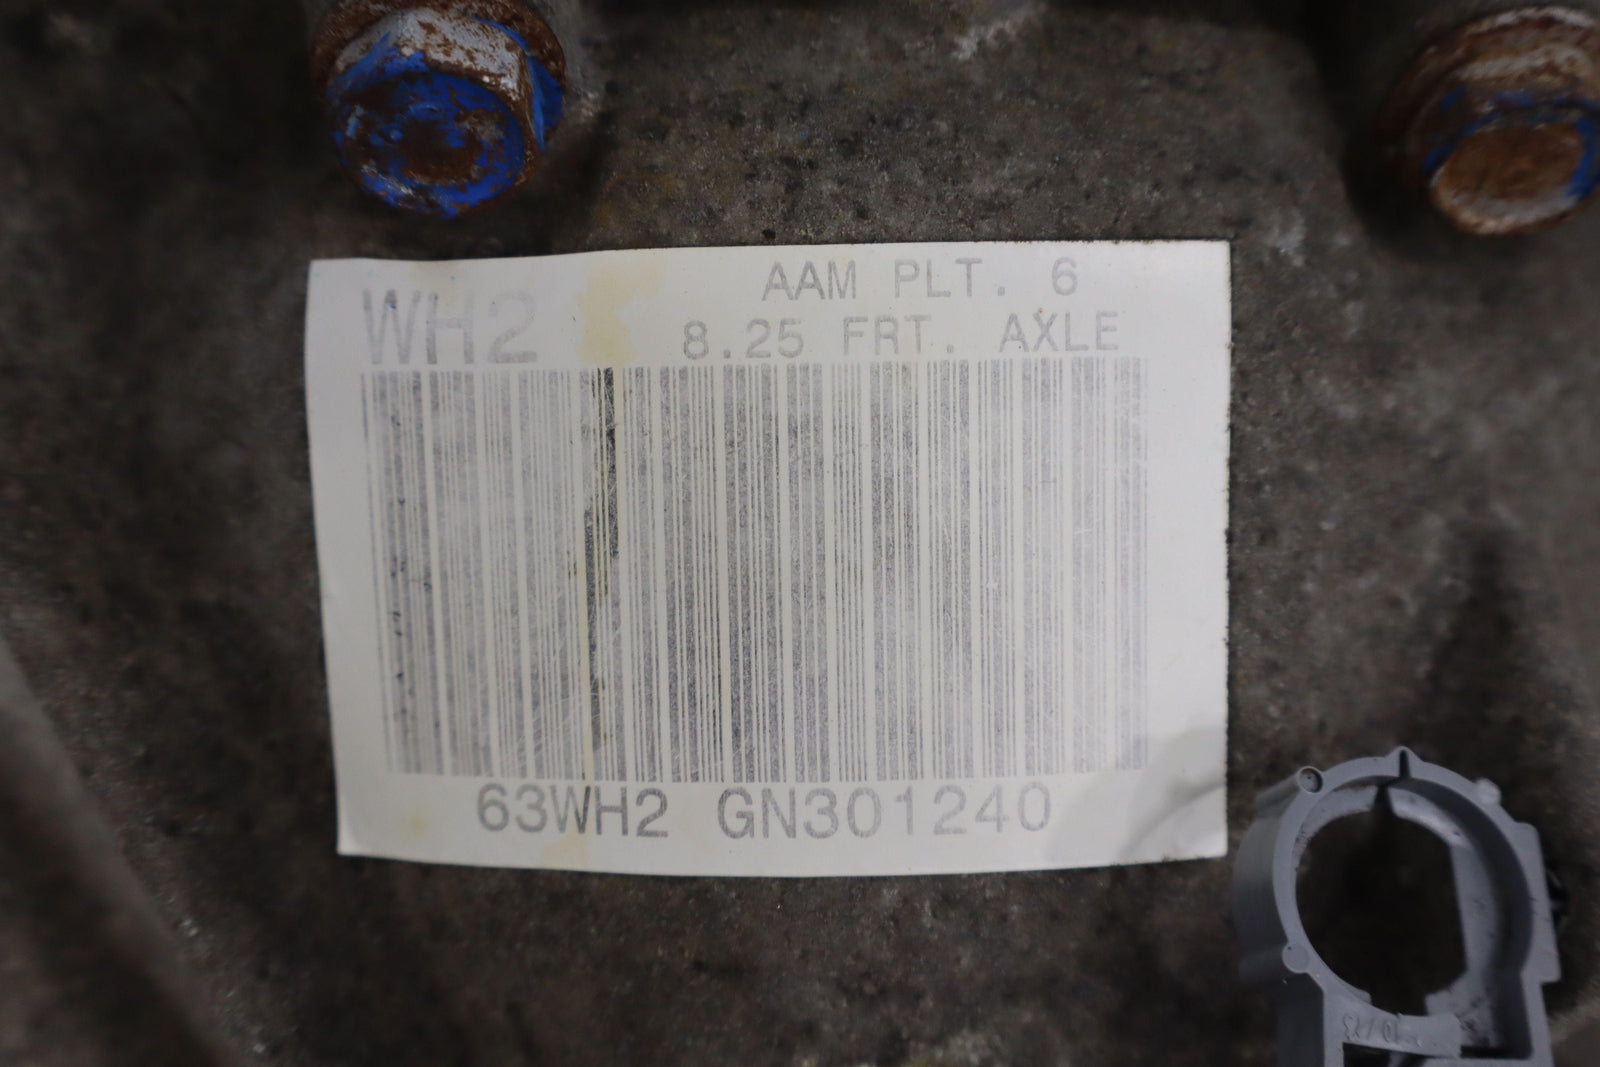 AAM PLT. 6
WH2 8.25 FRT. AXLE
63WH2 GN301240